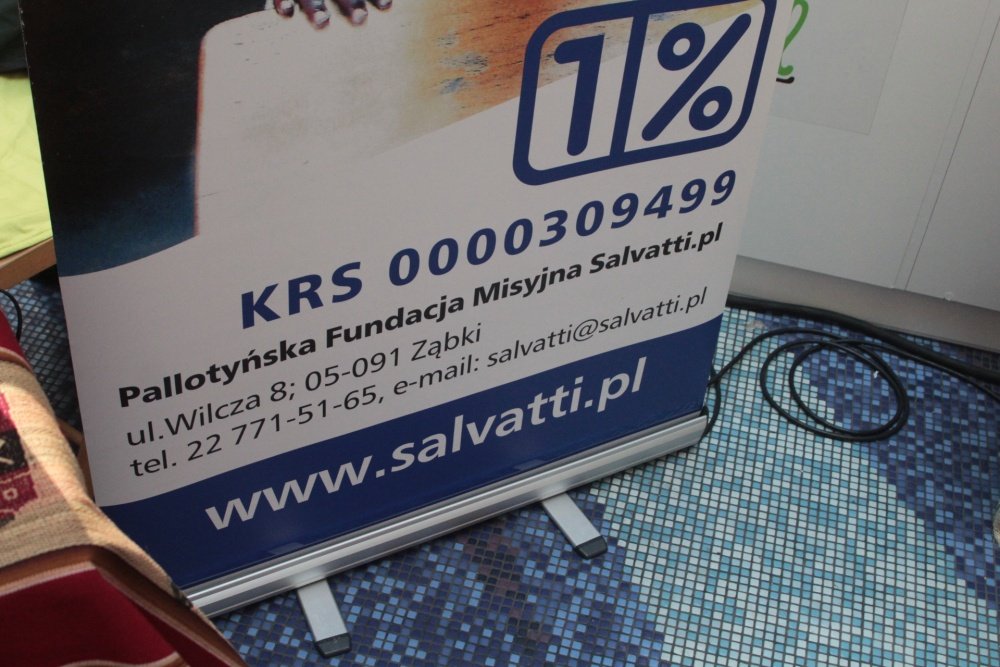 1%
KRS 0000309499
Pallotyńska Fundacja Misyjna Salvatti.pl
ul.Wilcza 8; 05-091 Ząbki
tel. 22 771-51-65, e-mail: salvatti@salvatti.pl
www.salvatti.pl